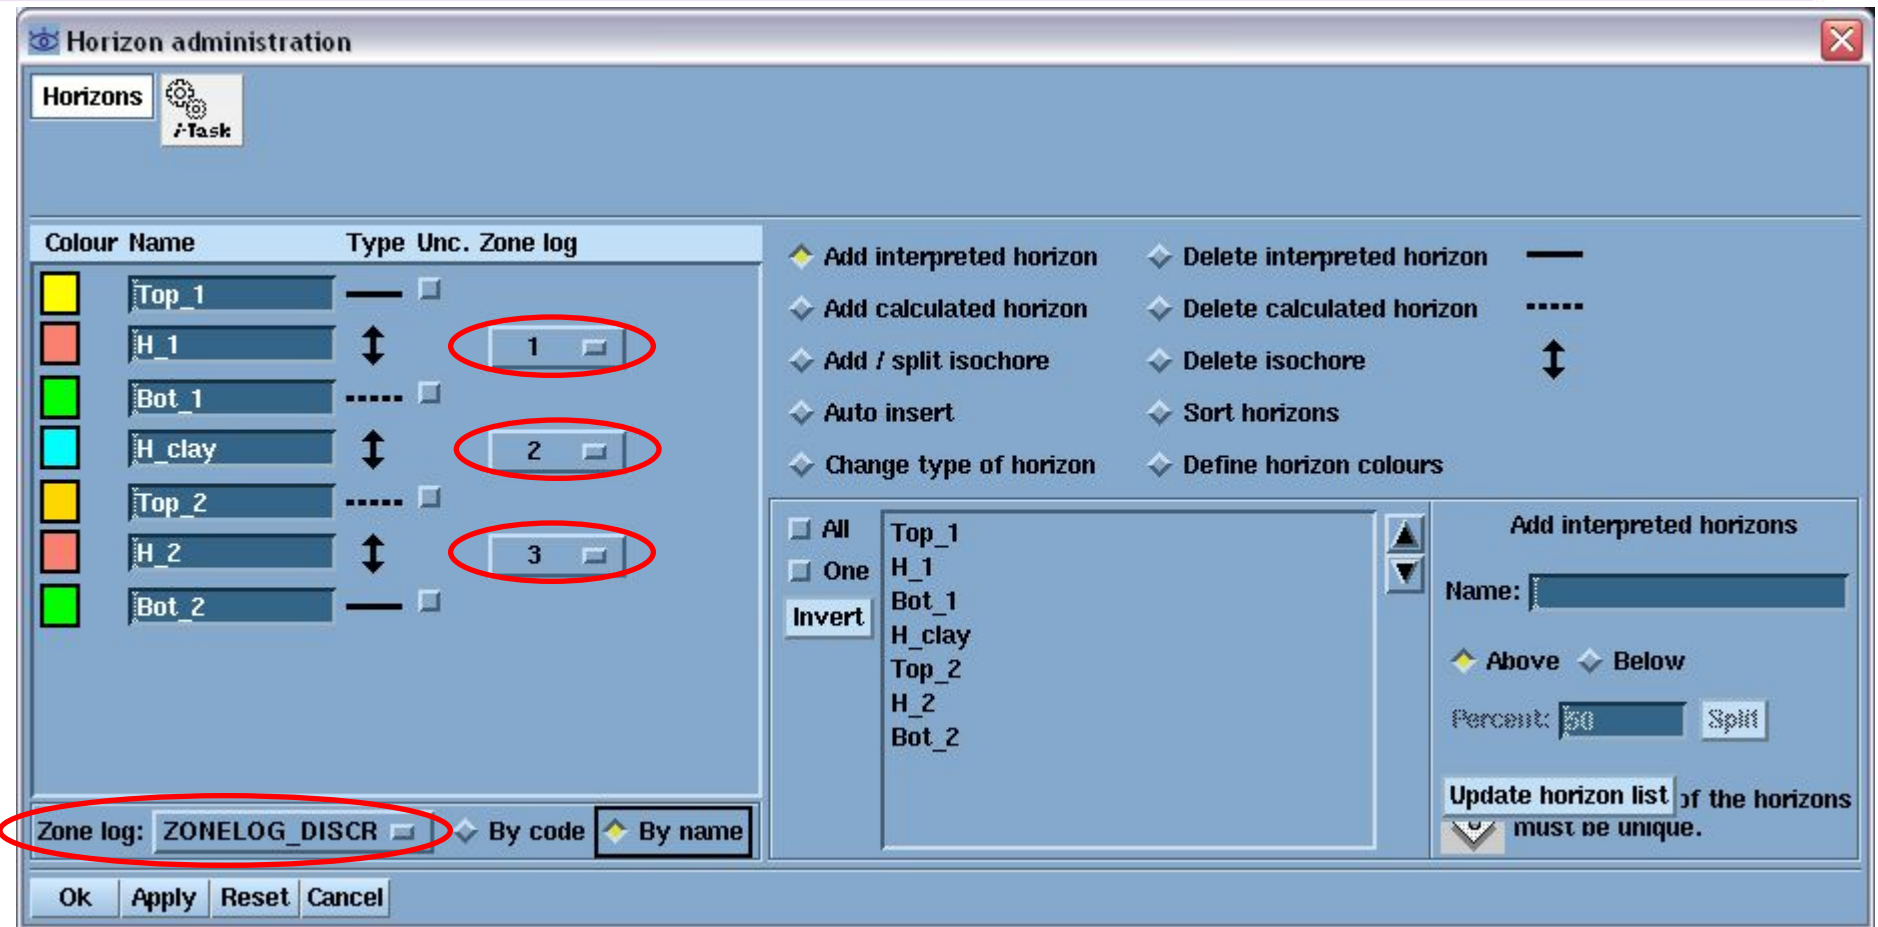 Horizon administration
Horizons
i-Task
Colour Name Type Unc. Zone log
Top_1
H_1 1
Bot_1
H_clay 2
Top_2
H_2 3
Bot_2
Zone log: ZONELOG_DISCR By code By name
Add interpreted horizon Delete interpreted horizon
Add calculated horizon Delete calculated horizon
Add / split isochore Delete isochore
Auto insert Sort horizons
Change type of horizon Define horizon colours
All
One
Invert
Top_1
H_1
Bot_1
H_clay
Top_2
H_2
Bot_2
Add interpreted horizons
Name:
Above Below
Percent: 50 Split
Update horizon list of the horizons
must be unique.
Ok Apply Reset Cancel